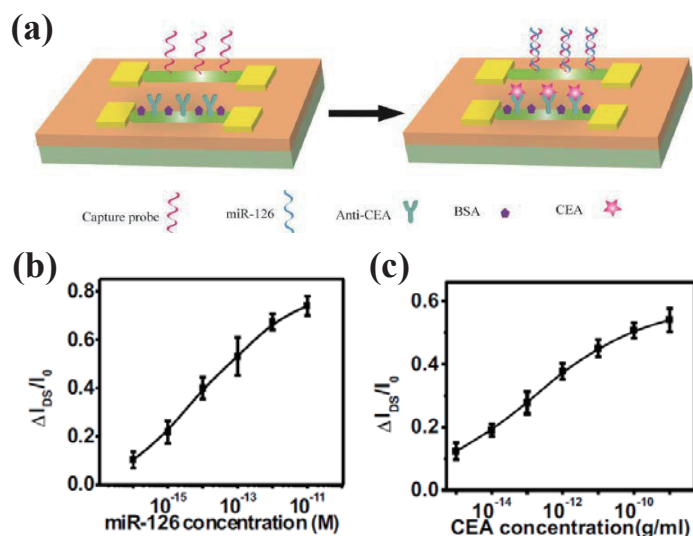 (a)
Capture probe miR-126 Anti-CEA BSA CEA
(b)
0.8
0.6
0.4
0.2
0.0
ΔI_DS/I_0
10^-15 10^-13 10^-11
miR-126 concentration (M)
(c)
0.6
0.4
0.2
0.0
ΔI_DS/I_0
10^-14 10^-12 10^-10
CEA concentration(g/ml)